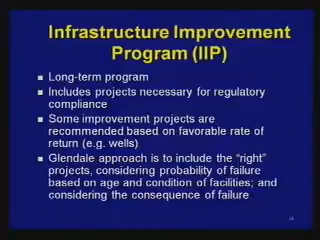 Infrastructure Improvement
Program (IIP)
Long-term program
Includes projects necessary for regulatory
compliance
Some improvement projects are
recommended based on favorable rate of
return (e.g. wells)
Glendale approach is to include the "right"
projects, considering probability of failure
based on age and condition of facilities; and
considering the consequence of failure